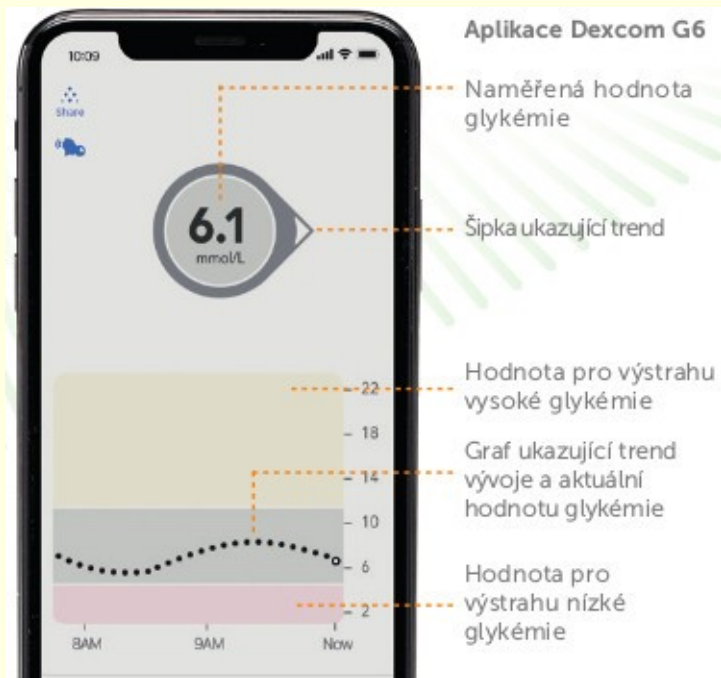 Aplikace Dexcom G6
10:09
Share
Naměřená hodnota
glykémie
6.1
mmol/L
Šipka ukazující trend
Hodnota pro výstrahu
vysoké glykémie
22
18
Graf ukazující trend
vývoje a aktuální
hodnotu glykémie
14
10
6
Hodnota pro
výstrahu nízké
glykémie
2
8AM
9AM
Now